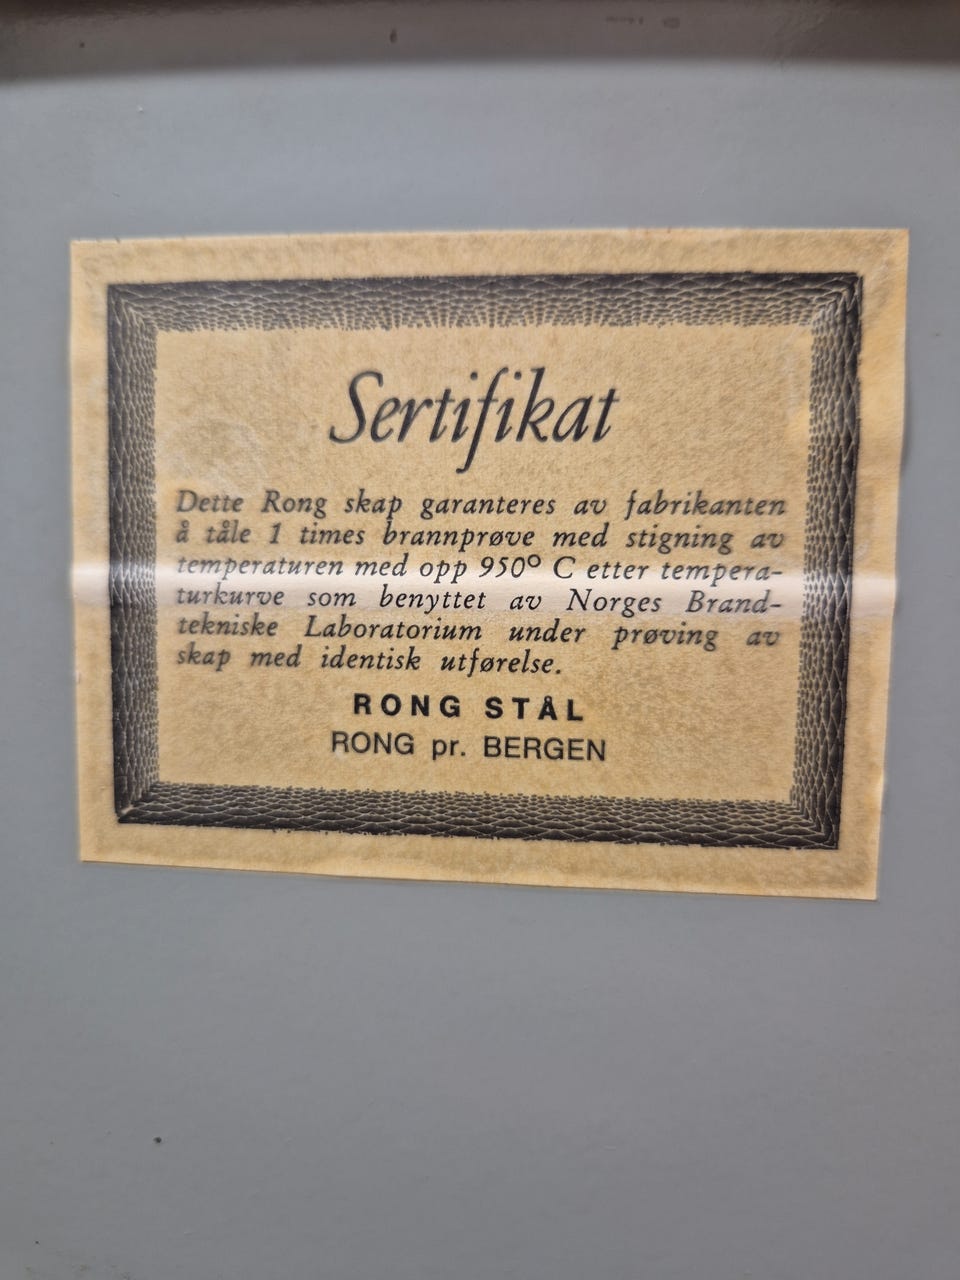 Sertifikat
Dette Rong skap garanteres av fabrikanten
å tåle 1 times brannprøve med stigning av
temperaturen med opp 950° C etter tempera-
turkurve som benyttet av Norges Brand-
tekniske Laboratorium under prøving av
skap med identisk utførelse.
RONG STÅL
RONG pr. BERGEN